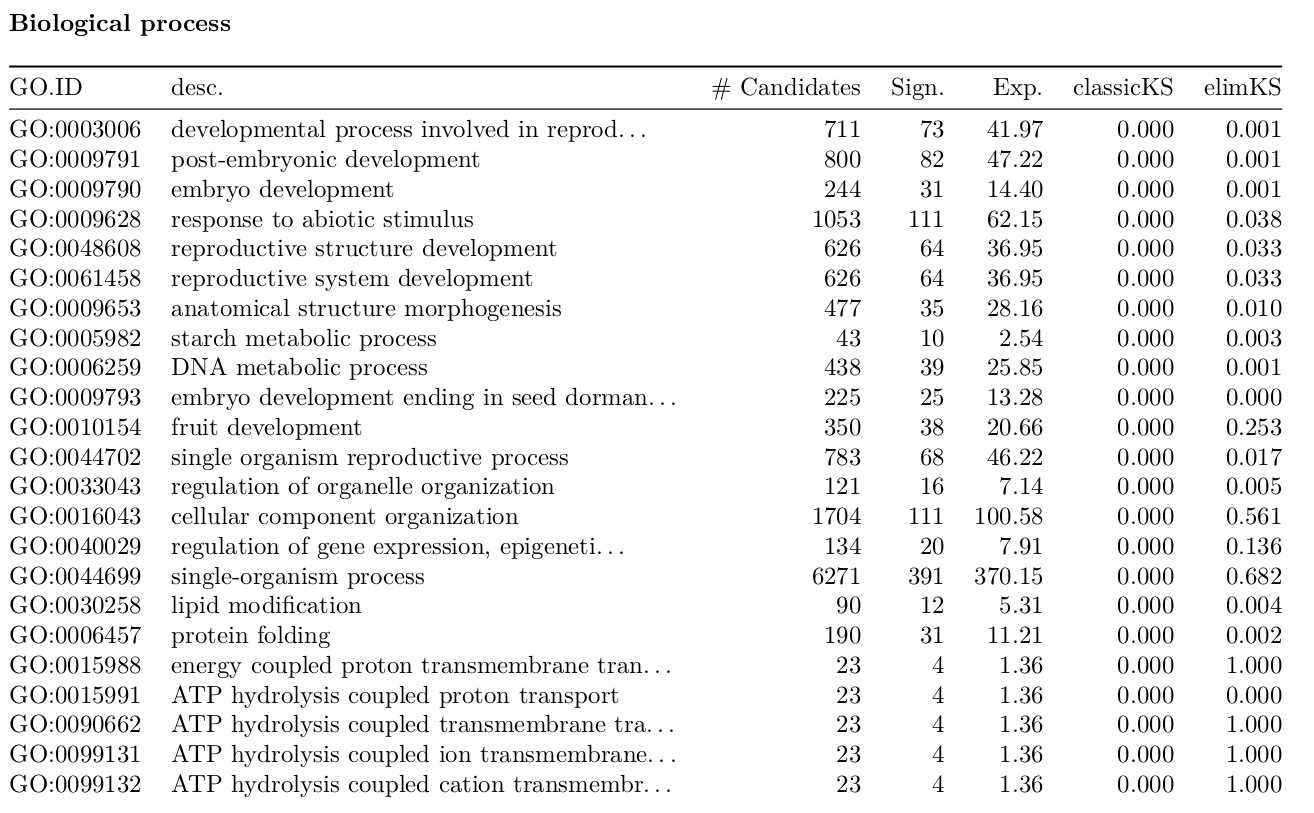 Biological process
GO.ID desc. # Candidates Sign. Exp. classicKS elimKS
GO:0003006 developmental process involved in reprod... 711 73 41.97 0.000 0.001
GO:0009791 post-embryonic development 800 82 47.22 0.000 0.001
GO:0009790 embryo development 244 31 14.40 0.000 0.001
GO:0009628 response to abiotic stimulus 1053 111 62.15 0.000 0.038
GO:0048608 reproductive structure development 626 64 36.95 0.000 0.033
GO:0061458 reproductive system development 626 64 36.95 0.000 0.033
GO:0009653 anatomical structure morphogenesis 477 35 28.16 0.000 0.010
GO:0005982 starch metabolic process 43 10 2.54 0.000 0.003
GO:0006259 DNA metabolic process 438 39 25.85 0.000 0.001
GO:0009793 embryo development ending in seed dorman... 225 25 13.28 0.000 0.000
GO:0010154 fruit development 350 38 20.66 0.000 0.253
GO:0044702 single organism reproductive process 783 68 46.22 0.000 0.017
GO:0033043 regulation of organelle organization 121 16 7.14 0.000 0.005
GO:0016043 cellular component organization 1704 111 100.58 0.000 0.561
GO:0040029 regulation of gene expression, epigeneti... 134 20 7.91 0.000 0.136
GO:0044699 single-organism process 6271 391 370.15 0.000 0.682
GO:0030258 lipid modification 90 12 5.31 0.000 0.004
GO:0006457 protein folding 190 31 11.21 0.000 0.002
GO:0015988 energy coupled proton transmembrane tran... 23 4 1.36 0.000 1.000
GO:0015991 ATP hydrolysis coupled proton transport 23 4 1.36 0.000 0.000
GO:0090662 ATP hydrolysis coupled transmembrane tra... 23 4 1.36 0.000 1.000
GO:0099131 ATP hydrolysis coupled ion transmembrane... 23 4 1.36 0.000 1.000
GO:0099132 ATP hydrolysis coupled cation transmembr... 23 4 1.36 0.000 1.000